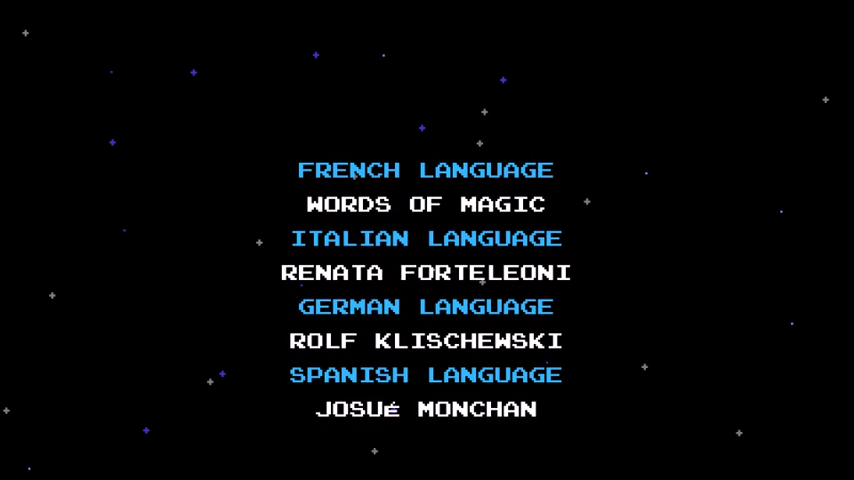 FRENCH LANGUAGE
WORDS OF MAGIC
ITALIAN LANGUAGE
RENATA FORTELEONI
GERMAN LANGUAGE
ROLF KLISCHEWSKI
SPANISH LANGUAGE
JOSUé MONCHAN